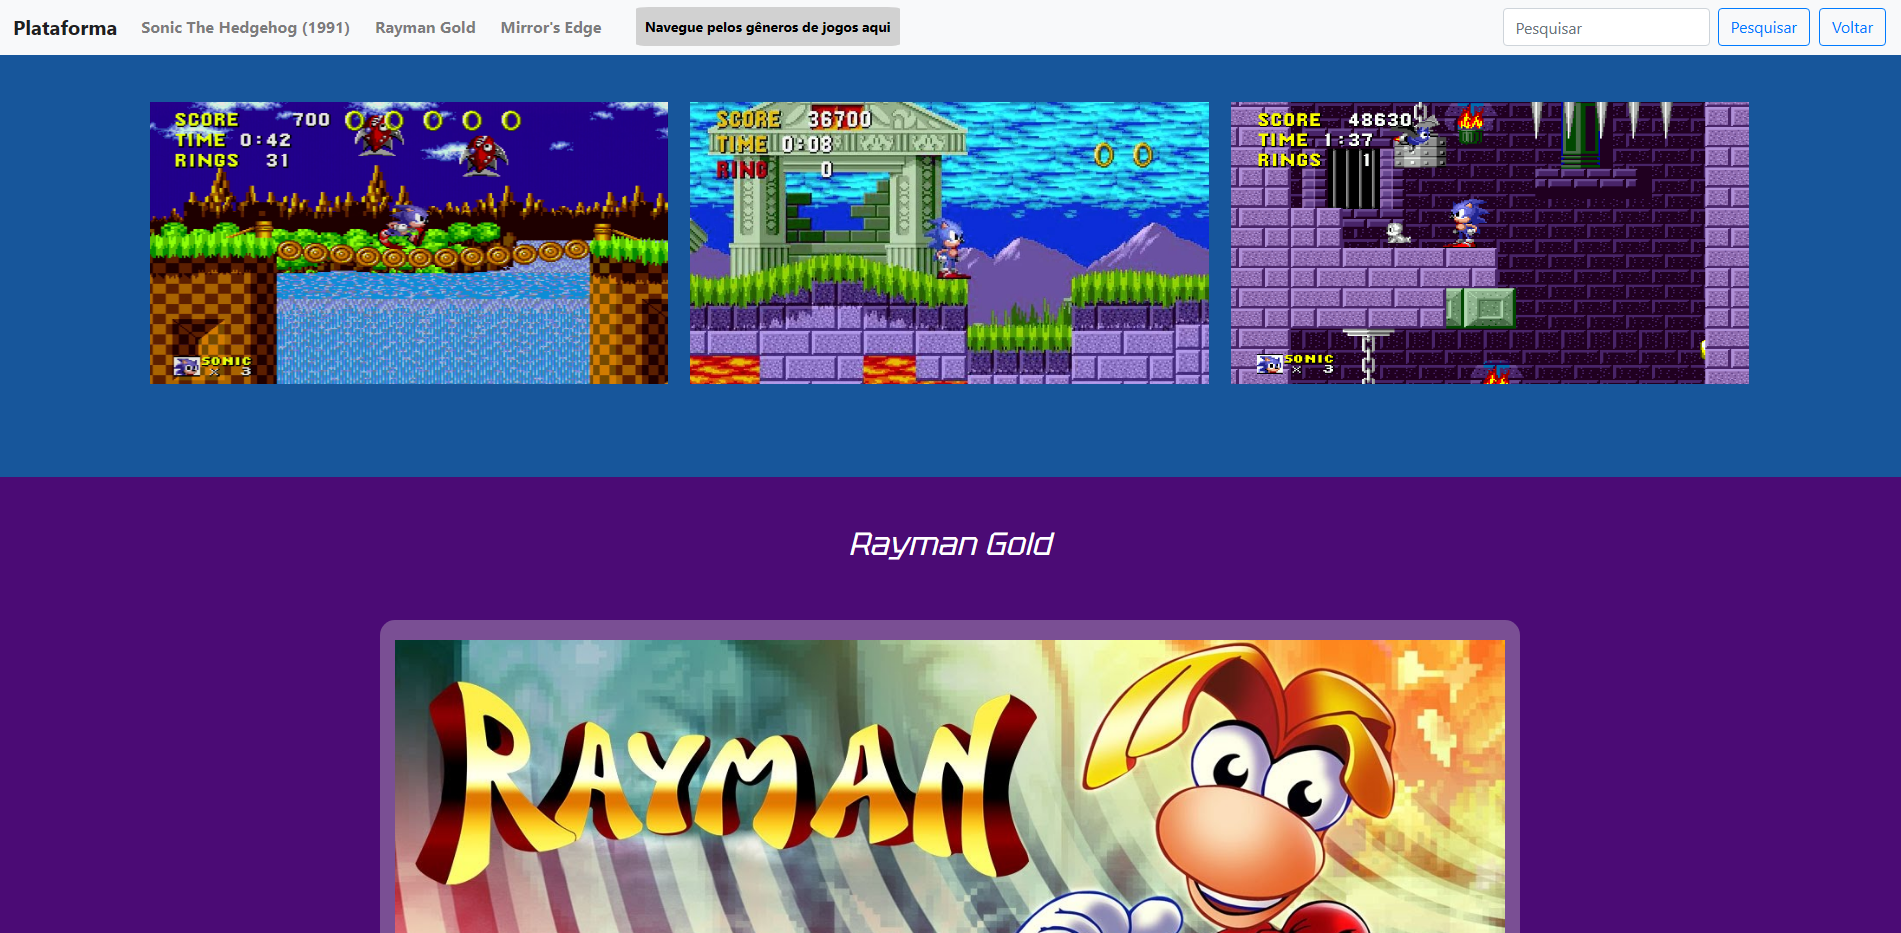 Plataforma Sonic The Hedgehog (1991) Rayman Gold Mirror's Edge Navegue pelos gêneros de jogos aqui Pesquisar Pesquisar Voltar
SCORE 700
TIME 0:42
RINGS 31
SONIC
x 3
SCORE 36700
TIME 0:08
RING 0
SCORE 48630
TIME 1:37
RINGS 1
SONIC
x 3
Rayman Gold
RAYMAN